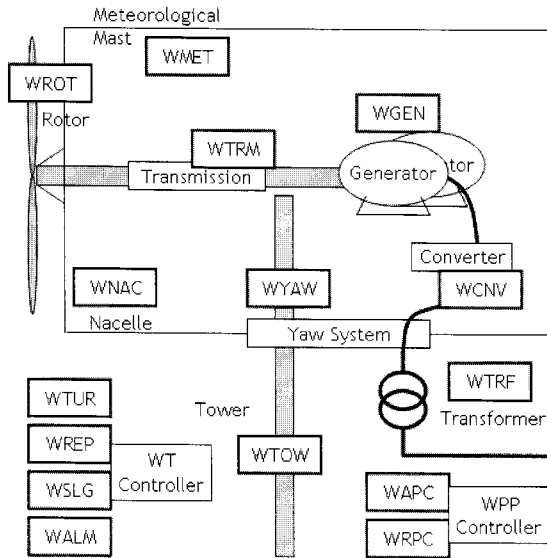 Meteorological
Mast
WMET
WROT
Rotor
WGEN
WTRM
Transmission
Generator
tor
Converter
WCNV
WNAC
Nacelle
WYAW
Yaw System
WTRF
Transformer
WTUR
WREP
WSLG
WALM
WT
Controller
Tower
WTOW
WAPC
WRPC
WPP
Controller